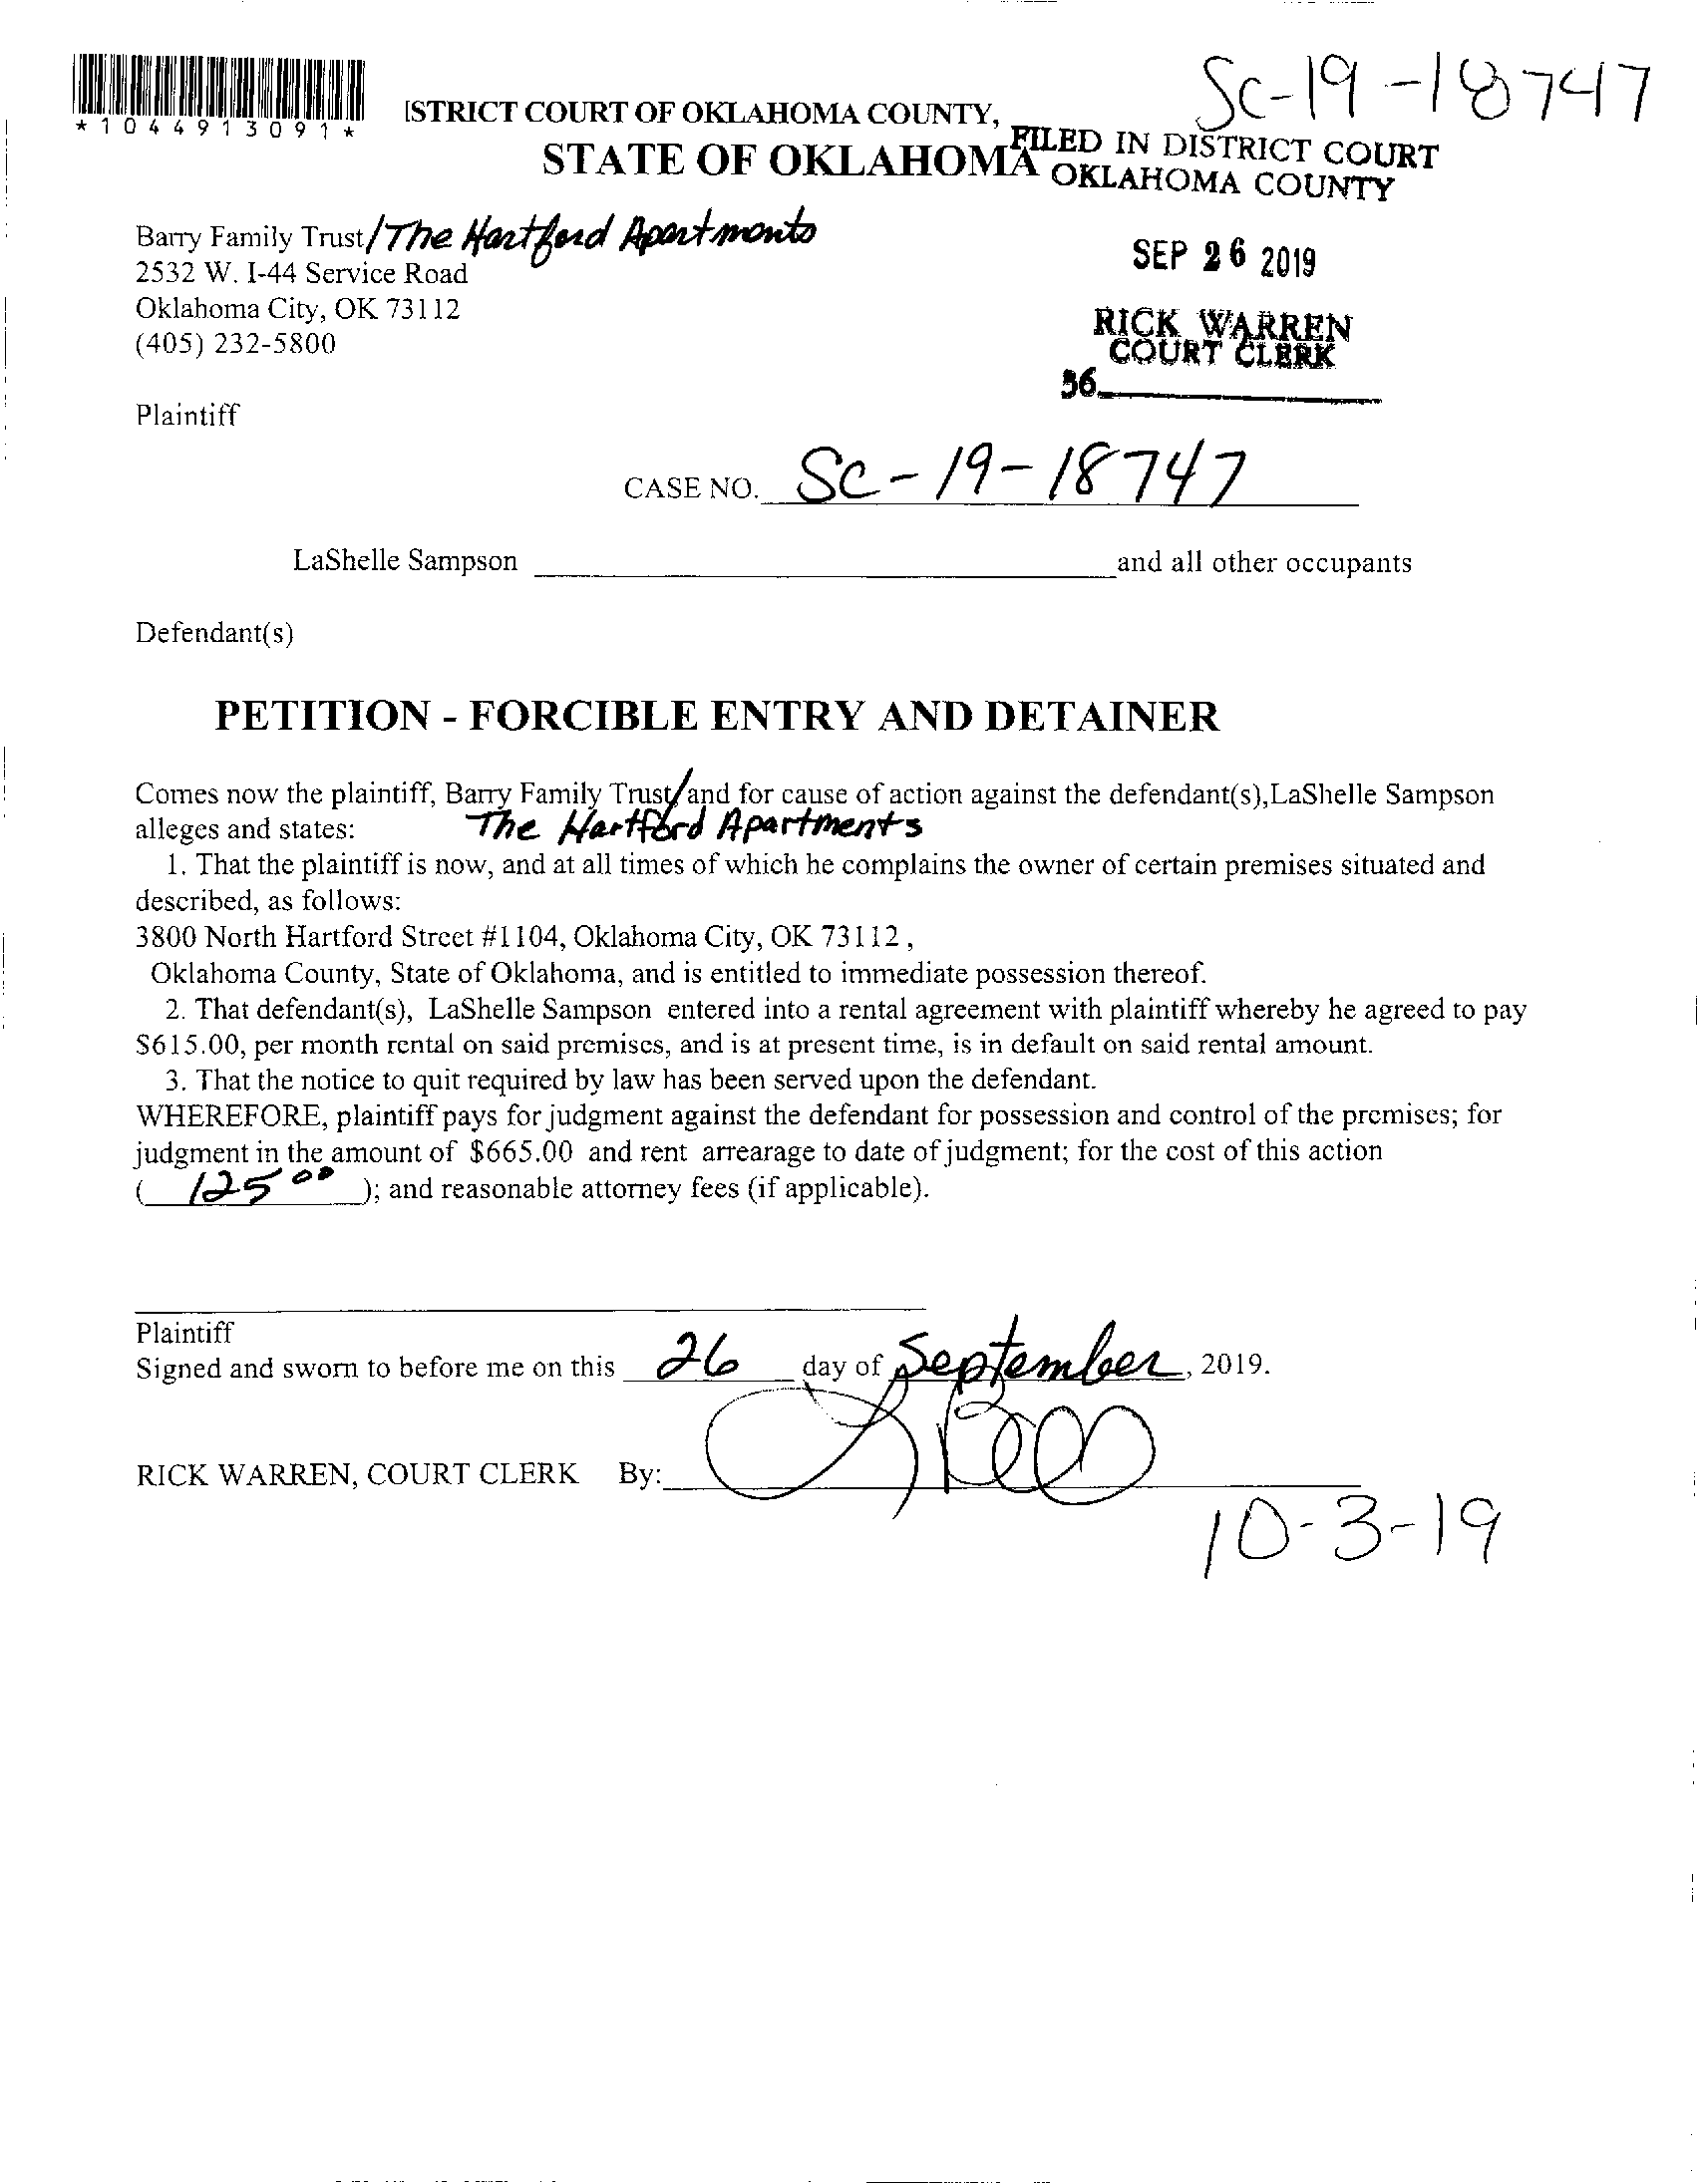 SC-19-18747
*1044913091*
ISTRICT COURT OF OKLAHOMA COUNTY,
STATE OF OKLAHOMA
FILED IN DISTRICT COURT
OKLAHOMA COUNTY
Barry Family Trust/The Hartford Apartments
2532 W. I-44 Service Road
Oklahoma City, OK 73112
(405) 232-5800
SEP 26 2019
RICK WARREN
COURT CLERK
36
Plaintiff
CASE NO. SC-19-18747
LaShelle Sampson and all other occupants
Defendant(s)
PETITION - FORCIBLE ENTRY AND DETAINER
Comes now the plaintiff, Barry Family Trust/and for cause of action against the defendant(s),LaShelle Sampson
alleges and states: The Hartford Apartments
1. That the plaintiff is now, and at all times of which he complains the owner of certain premises situated and
described, as follows:
3800 North Hartford Street #1104, Oklahoma City, OK 73112 ,
Oklahoma County, State of Oklahoma, and is entitled to immediate possession thereof.
2. That defendant(s), LaShelle Sampson entered into a rental agreement with plaintiff whereby he agreed to pay
$615.00, per month rental on said premises, and is at present time, is in default on said rental amount.
3. That the notice to quit required by law has been served upon the defendant.
WHEREFORE, plaintiff pays for judgment against the defendant for possession and control of the premises; for
judgment in the amount of $665.00 and rent arrearage to date of judgment; for the cost of this action
( 125 00 ); and reasonable attorney fees (if applicable).
Plaintiff
Signed and sworn to before me on this 26 day of September, 2019.
RICK WARREN, COURT CLERK By:
10-3-19